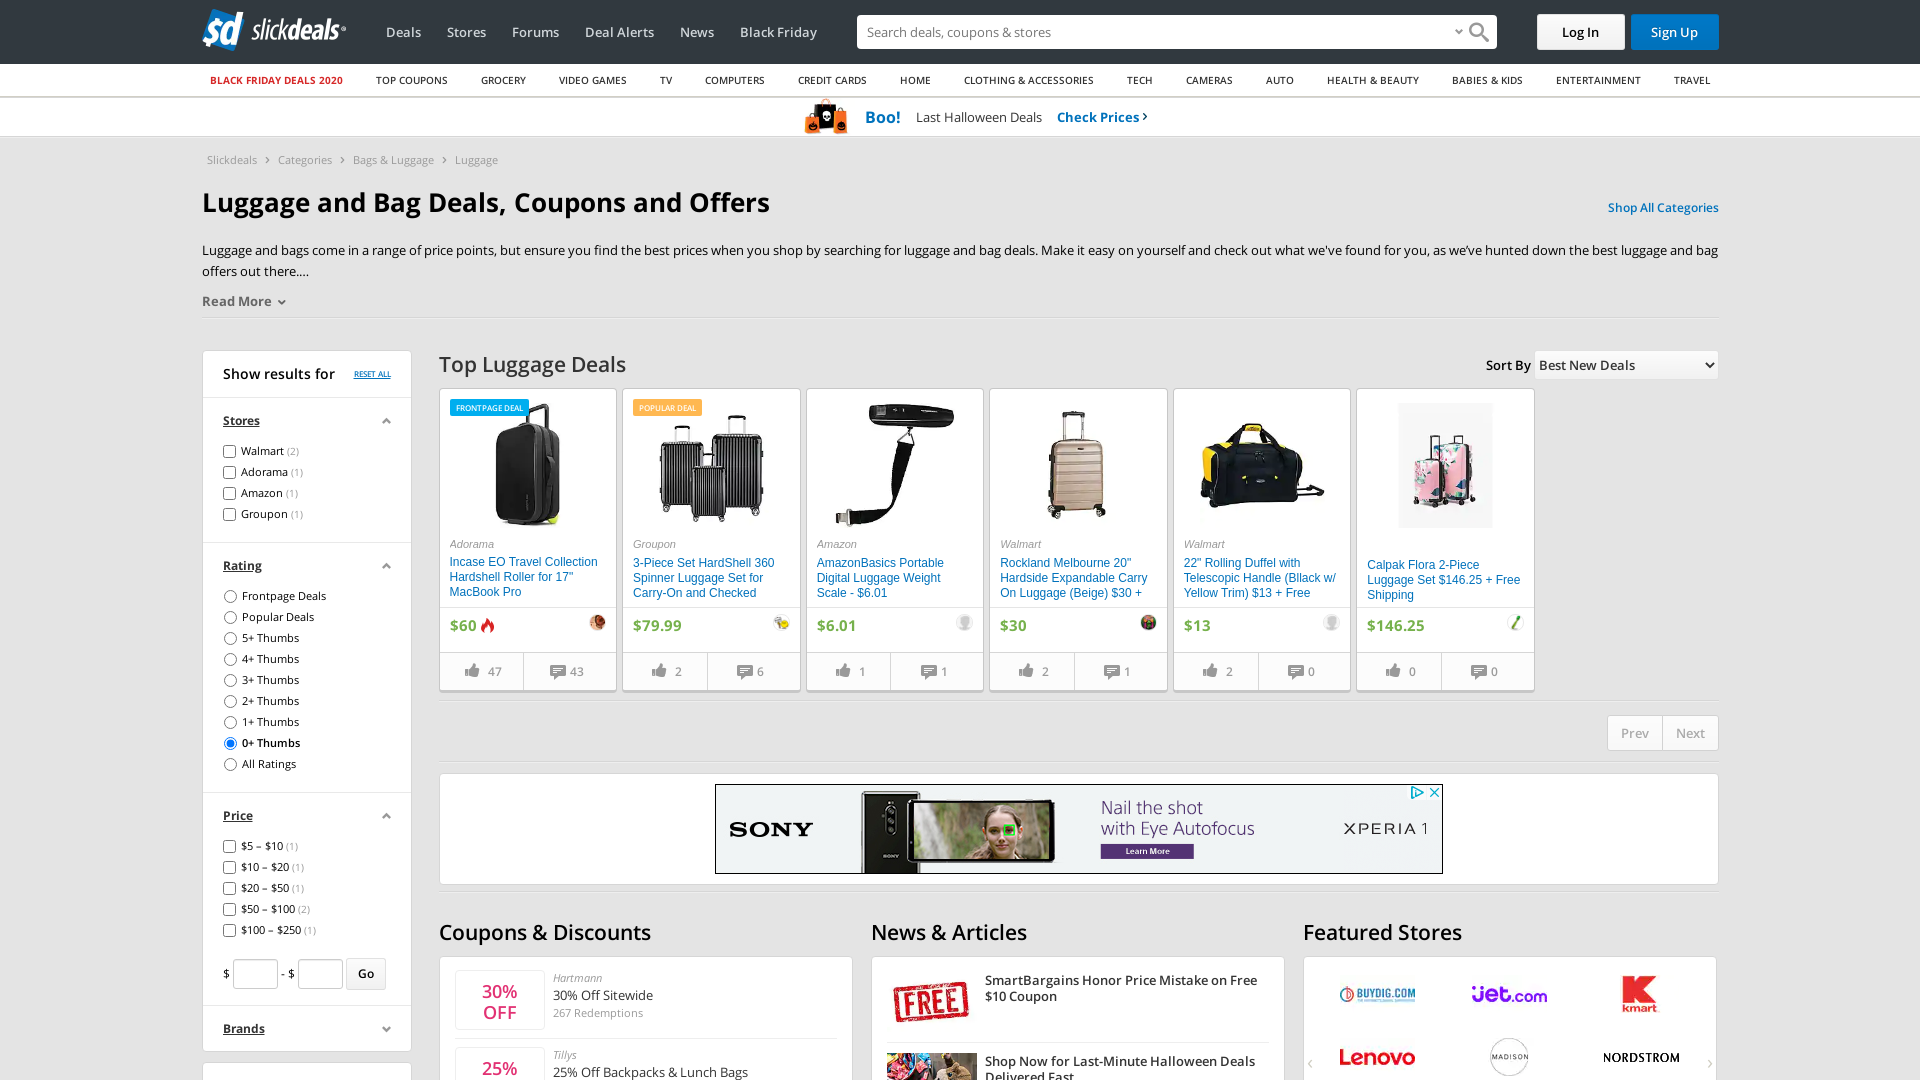 slickdeals
Deals
Stores
Forums
Deal Alerts
News
Black Friday
Search deals, coupons & stores
Log In
Sign Up
BLACK FRIDAY DEALS 2020
TOP COUPONS
GROCERY
VIDEO GAMES
TV
COMPUTERS
CREDIT CARDS
HOME
CLOTHING & ACCESSORIES
TECH
CAMERAS
AUTO
HEALTH & BEAUTY
BABIES & KIDS
ENTERTAINMENT
TRAVEL
Boo! Last Halloween Deals Check Prices
Slickdeals › Categories › Bags & Luggage › Luggage
Luggage and Bag Deals, Coupons and Offers
Shop All Categories
Luggage and bags come in a range of price points, but ensure you find the best prices when you shop by searching for luggage and bag deals. Make it easy on yourself and check out what we've found for you, as we’ve hunted down the best luggage and bag
offers out there....
Read More
Show results for
RESET ALL
Stores
Walmart (2)
Adorama (1)
Amazon (1)
Groupon (1)
Rating
Frontpage Deals
Popular Deals
5+ Thumbs
4+ Thumbs
3+ Thumbs
2+ Thumbs
1+ Thumbs
0+ Thumbs
All Ratings
Price
$5 – $10 (1)
$10 – $20 (1)
$20 – $50 (1)
$50 – $100 (2)
$100 – $250 (1)
$ - $ Go
Brands
Top Luggage Deals
Sort By Best New Deals
FRONTPAGE DEAL
Adorama
Incase EO Travel Collection
Hardshell Roller for 17"
MacBook Pro
$60
47
43
POPULAR DEAL
Groupon
3-Piece Set HardShell 360
Spinner Luggage Set for
Carry-On and Checked
$79.99
2
6
Amazon
AmazonBasics Portable
Digital Luggage Weight
Scale - $6.01
$6.01
1
1
Walmart
Rockland Melbourne 20"
Hardside Expandable Carry
On Luggage (Beige) $30 +
$30
2
1
Walmart
22" Rolling Duffel with
Telescopic Handle (Bllack w/
Yellow Trim) $13 + Free
$13
2
0
Calpak Flora 2-Piece
Luggage Set $146.25 + Free
Shipping
$146.25
0
0
Prev
Next
SONY
SONY
Nail the shot
with Eye Autofocus
Learn More
XPERIA 1
Coupons & Discounts
30%
OFF
Hartmann
30% Off Sitewide
267 Redemptions
25%
Tillys
25% Off Backpacks & Lunch Bags
News & Articles
FREE
SmartBargains Honor Price Mistake on Free
$10 Coupon
Shop Now for Last-Minute Halloween Deals
Delivered Fast
Featured Stores
BUYDIG.COM
jet.com
kmart
Lenovo
MADISON
NORDSTROM